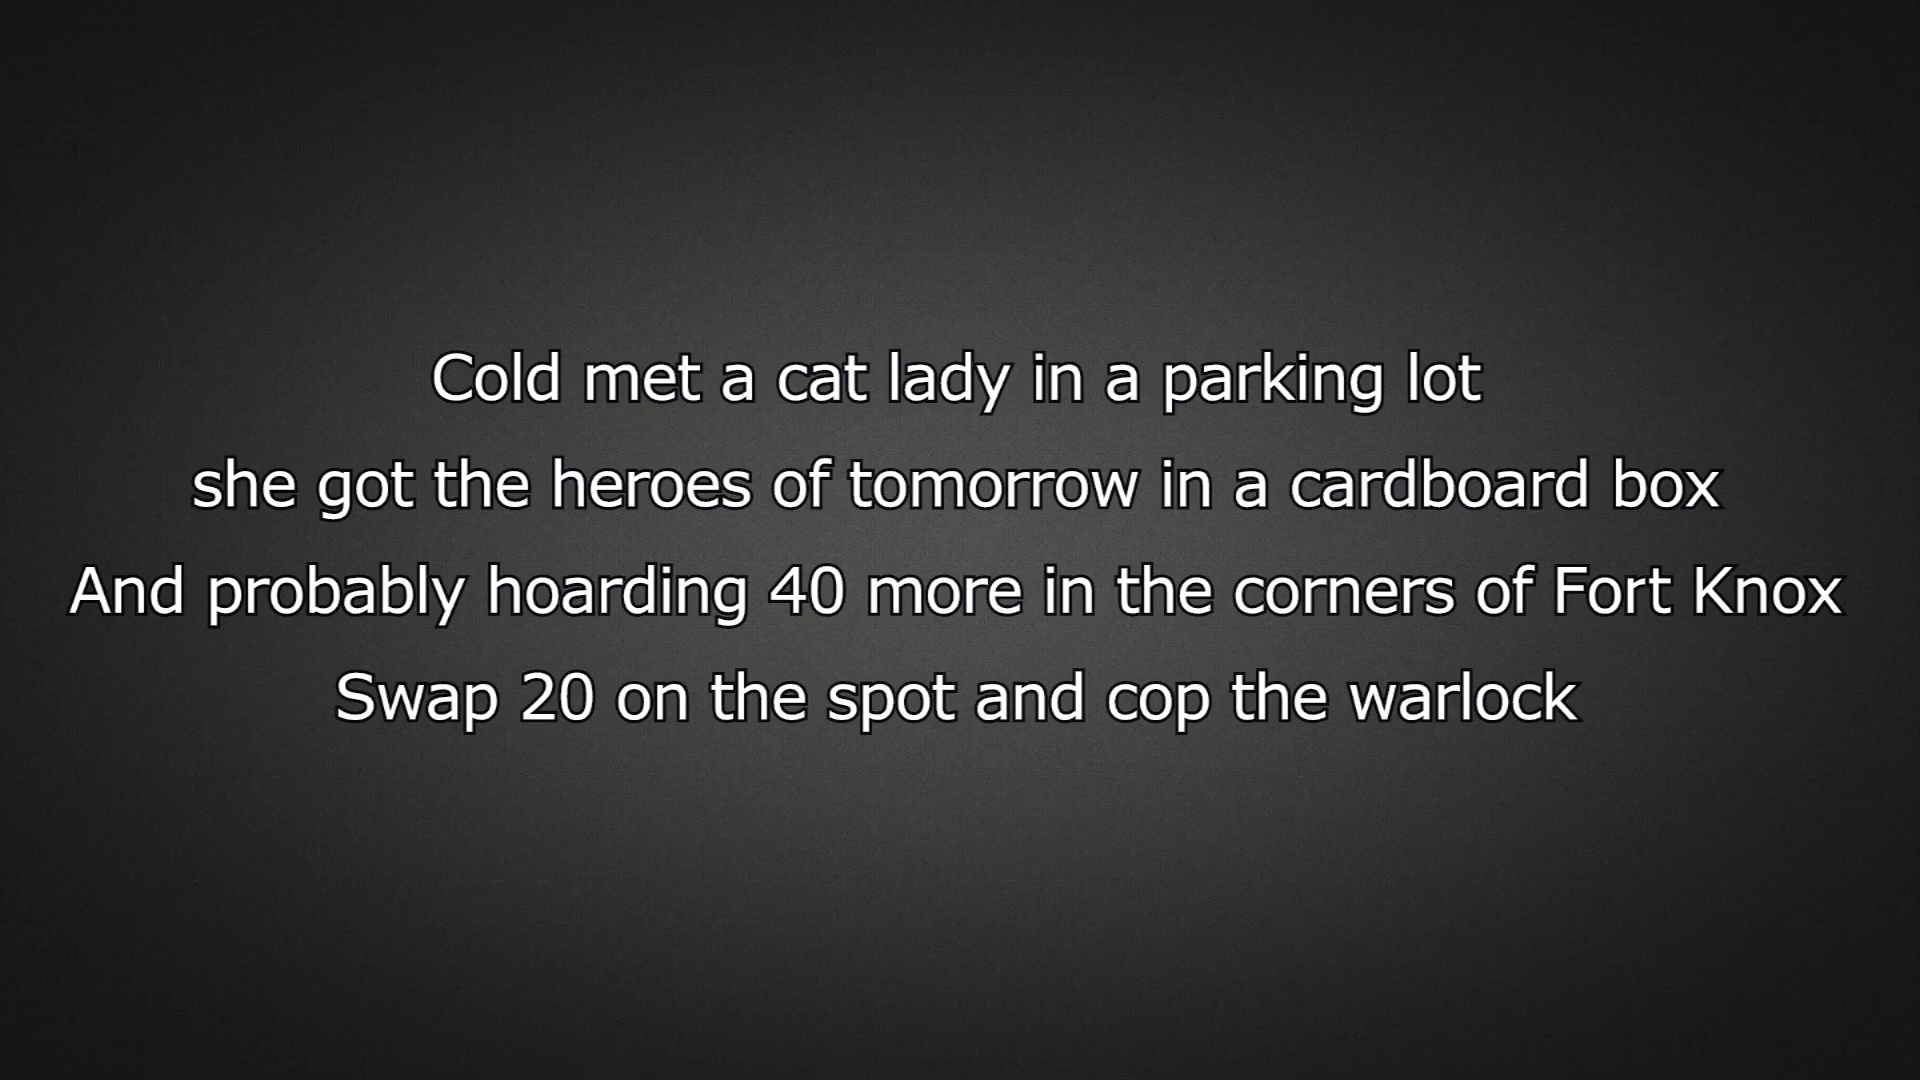 Cold met a cat lady in a parking lot
she got the heroes of tomorrow in a cardboard box
And probably hoarding 40 more in the corners of Fort Knox
Swap 20 on the spot and cop the warlock